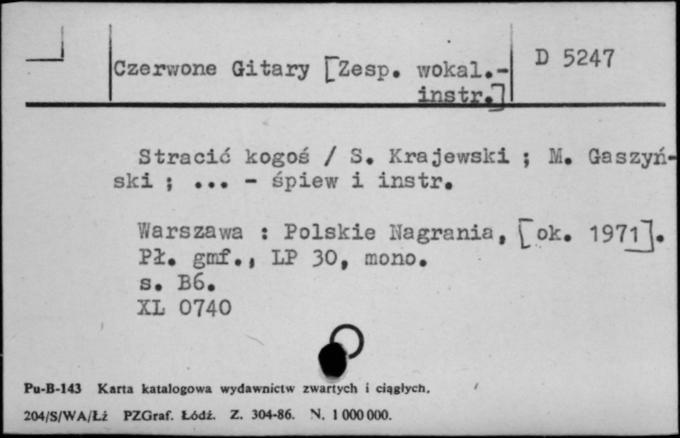 Czerwone Gitary [Zesp. wokal.-
instr.]
D 5247
Stracić kogoś / S. Krajewski ; M. Gaszyń-
ski ; ... - śpiew i instr.
Warszawa : Polskie Nagrania, [ok. 1971].
Pł. gmf., LP 30, mono.
s. B6.
XL 0740
Pu-B-143 Karta katalogowa wydawnictw zwartych i ciągłych.
204/S/WA/Łż PZGraf. Łódź. Z. 304-86. N. 1 000 000.